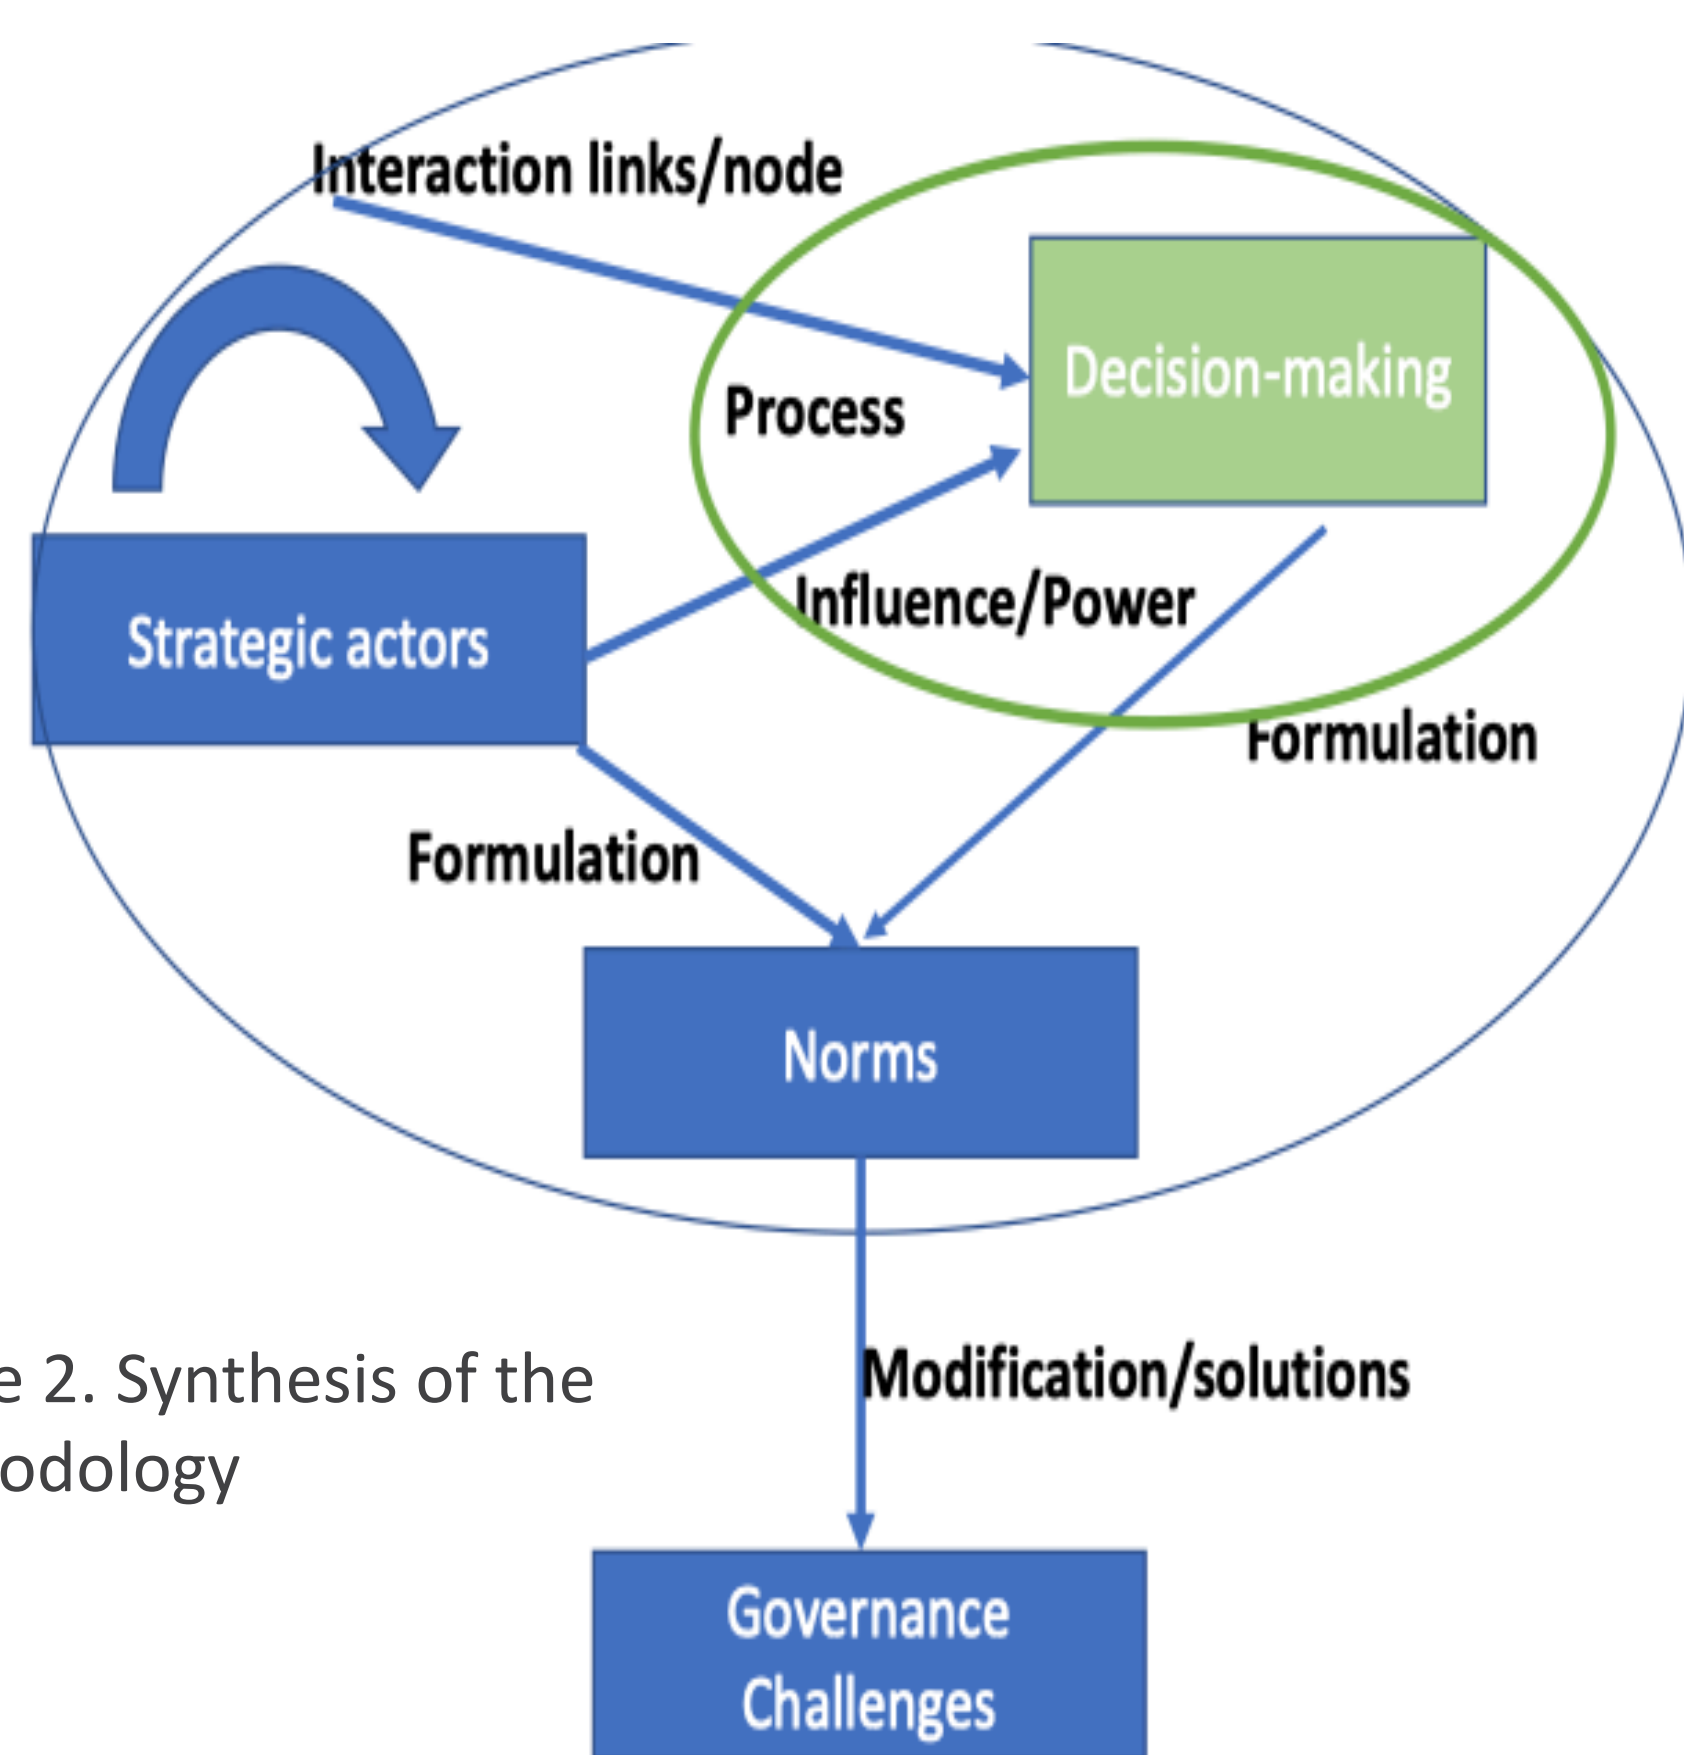 Interaction links/node
Decision-making
Process
Influence/Power
Strategic actors
Formulation
Formulation
Norms
Modification/solutions
e 2. Synthesis of the
odology
Governance
Challenges